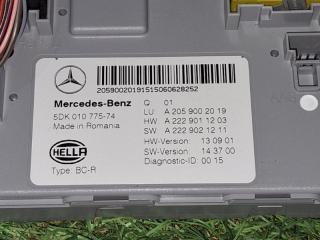 20590020191515060628252
Mercedes-Benz Q 01
5DK 010 775-74 LU: A 205 900 20 19
Made in Romania HW: A 222 901 12 03
SW: A 222 902 12 11
HELLA HW-Version: 13 09 01
SW-Version: 14 37 00
Type: BC-R Diagnostic-ID: 00 15